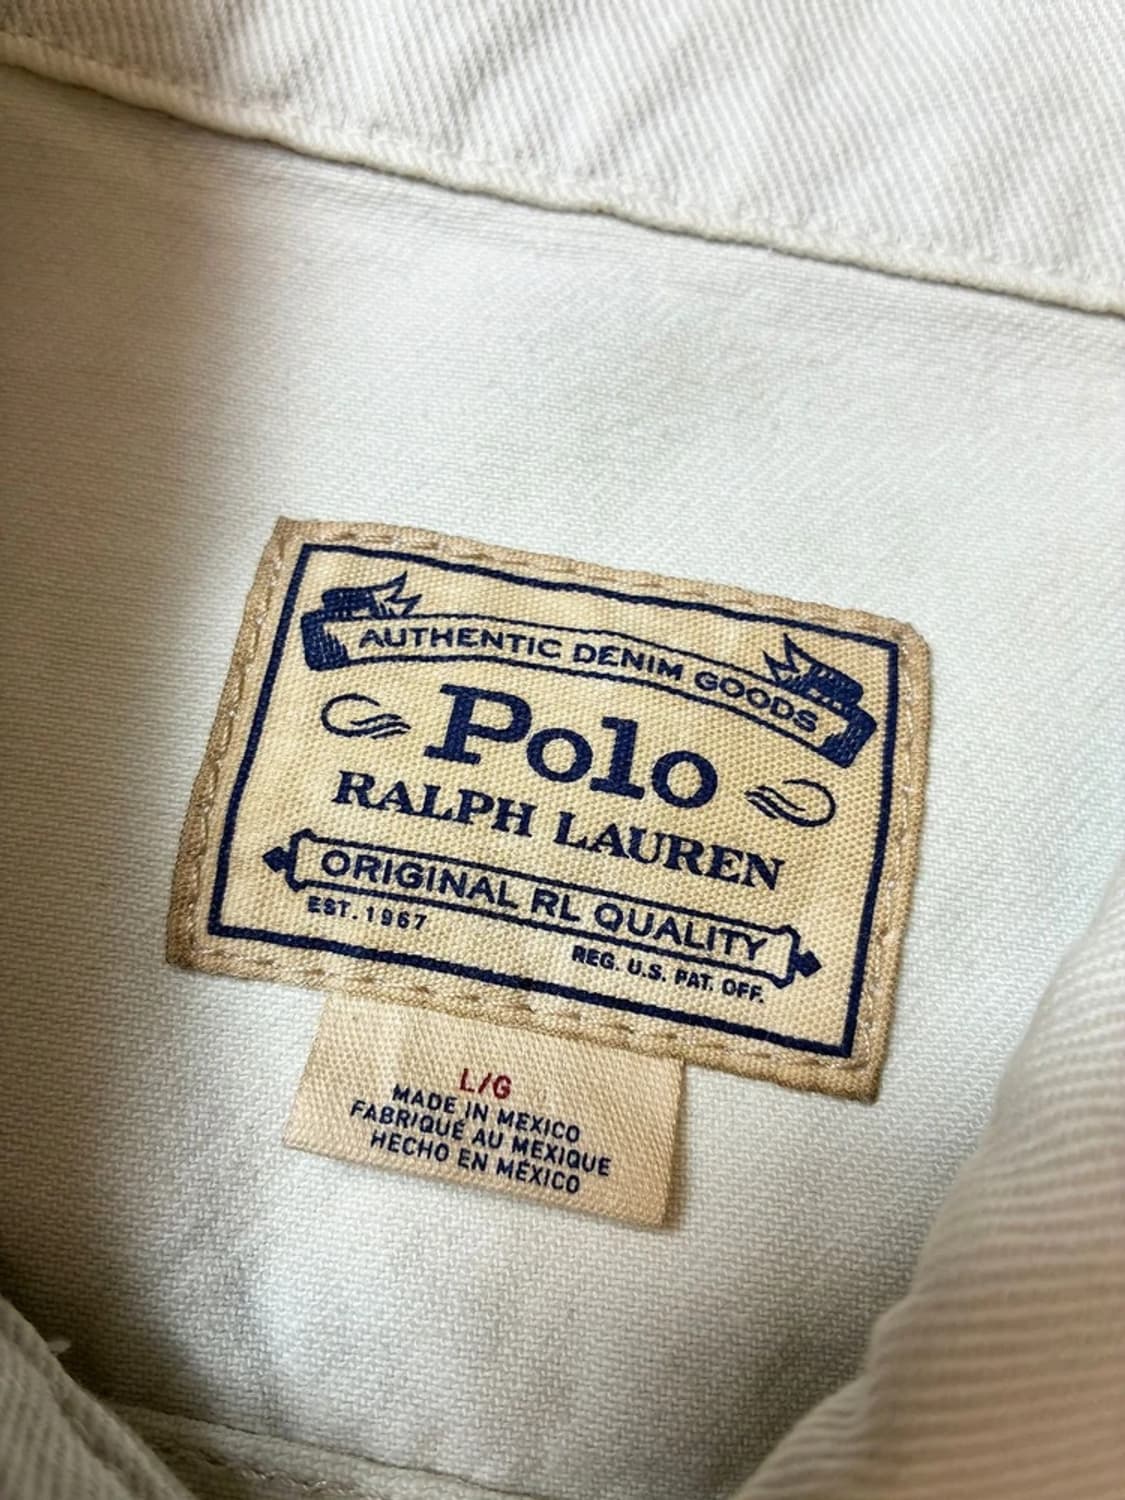 AUTHENTIC DENIM GOODS
Polo
RALPH LAUREN
ORIGINAL RL QUALITY
EST. 1967
REG. U.S. PAT. OFF.
L/G
MADE IN MEXICO
FABRIQUÉ AU MEXIQUE
HECHO EN MÉXICO